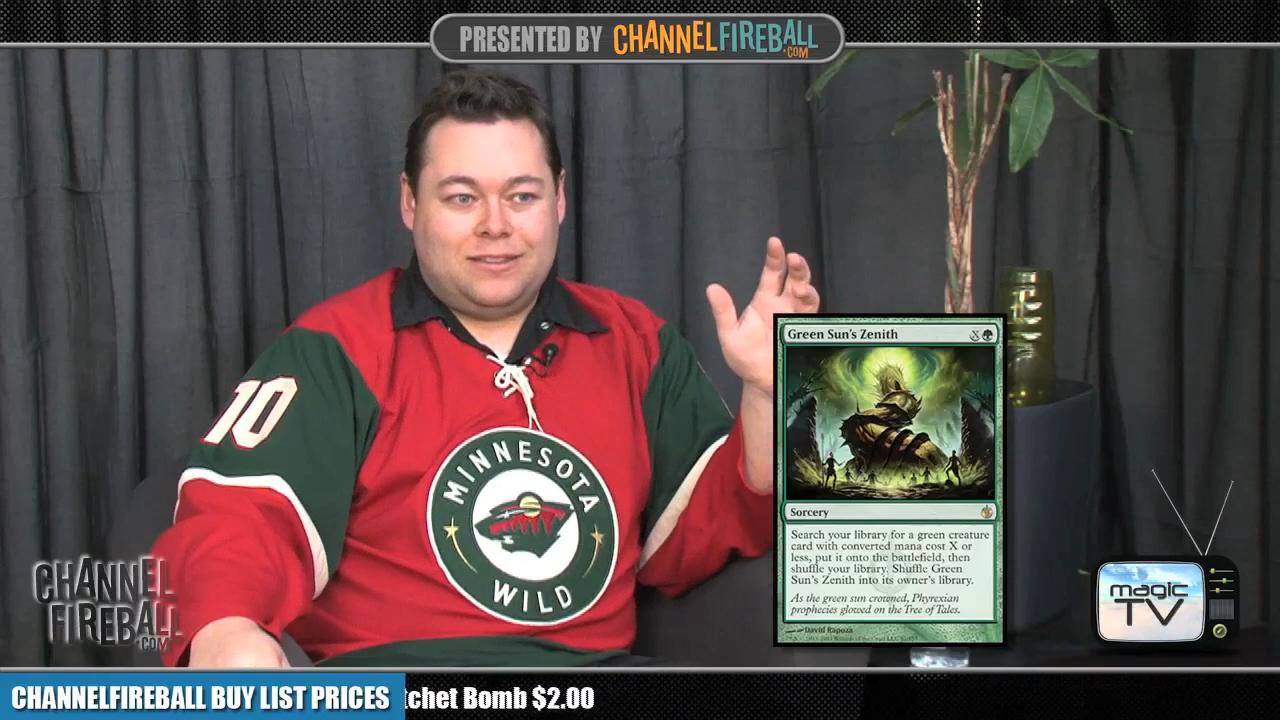 PRESENTED BY CHANNELFIREBALL.COM
10
MINNESOTA
WILD
Green Sun's Zenith X
Sorcery
Search your library for a green creature
card with converted mana cost X or
less, put it onto the battlefield, then
shuffle your library. Shuffle Green
Sun's Zenith into its owner's library.
As the green sun crowned, Phyrexian
prophecies glowed on the Tree of Tales.
David Rapoza
CHANNEL
FIREBALL
.COM
magic
TV
CHANNELFIREBALL BUY LIST PRICES tchet Bomb $2.00